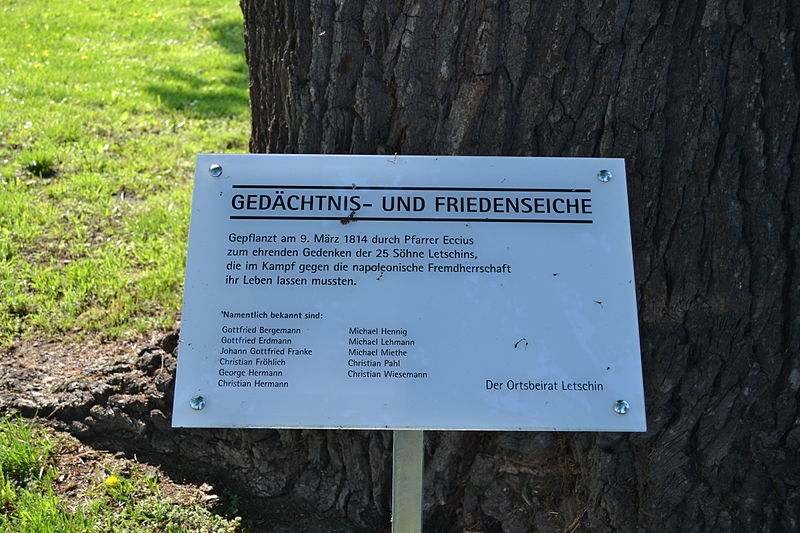 GEDÄCHTNIS- UND FRIEDENSEICHE
Gepflanzt am 9. März 1814 durch Pfarrer Eccius
zum ehrenden Gedenken der 25 Söhne Letschins,
die im Kampf gegen die napoleonische Fremdherrschaft
ihr Leben lassen mussten.
Namentlich bekannt sind:
Gottfried Bergemann
Gottfried Erdmann
Johann Gottfried Franke
Christian Fröhlich
George Hermann
Christian Hermann
Michael Hennig
Michael Lehmann
Michael Miethe
Christian Pahl
Christian Wiesemann
Der Ortsbeirat Letschin